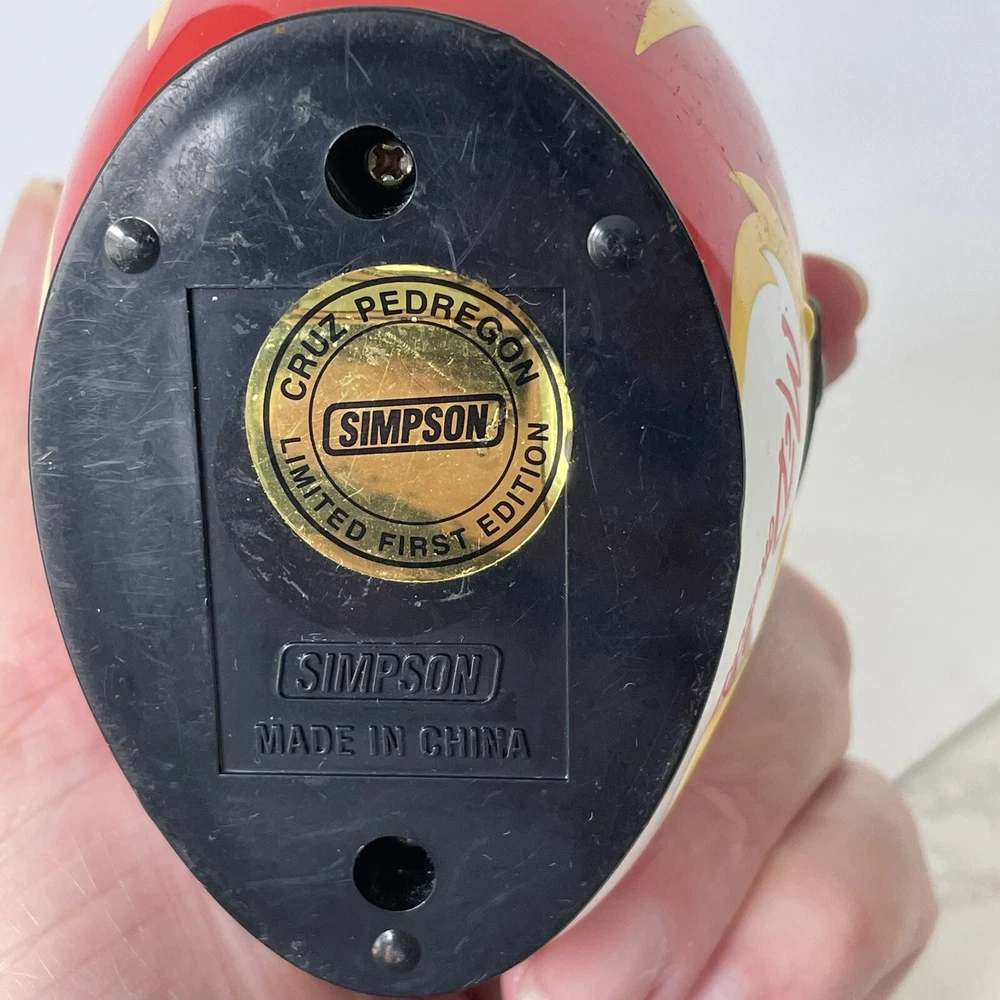 CRUZ PEDREGON
SIMPSON
LIMITED FIRST EDITION
SIMPSON
MADE IN CHINA